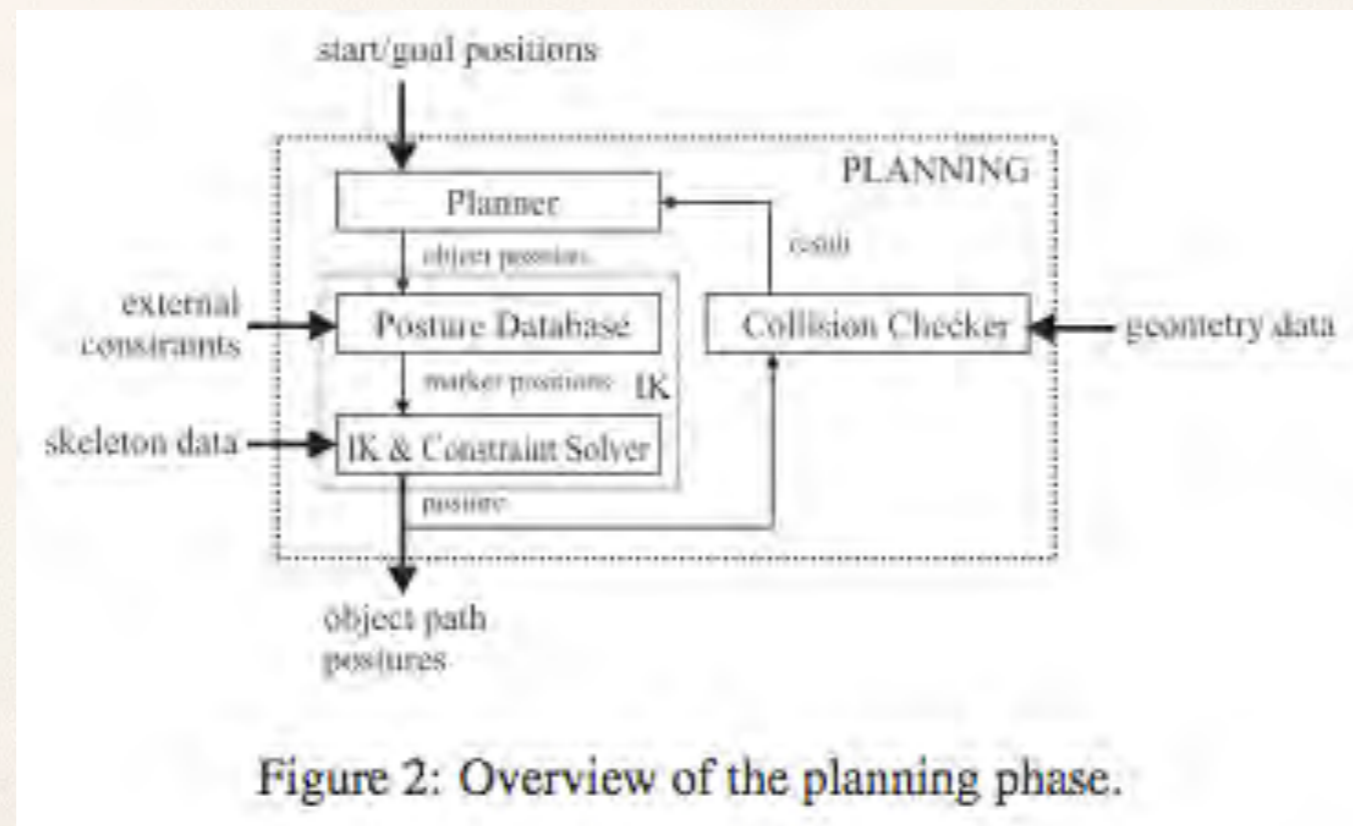 start/goal positions
PLANNING
Planner
result
object position
external
constraints
Posture Database
Collision Checker
geometry data
marker positions
IK
skeleton data
IK & Constraint Solver
posture
object path
postures
Figure 2: Overview of the planning phase.